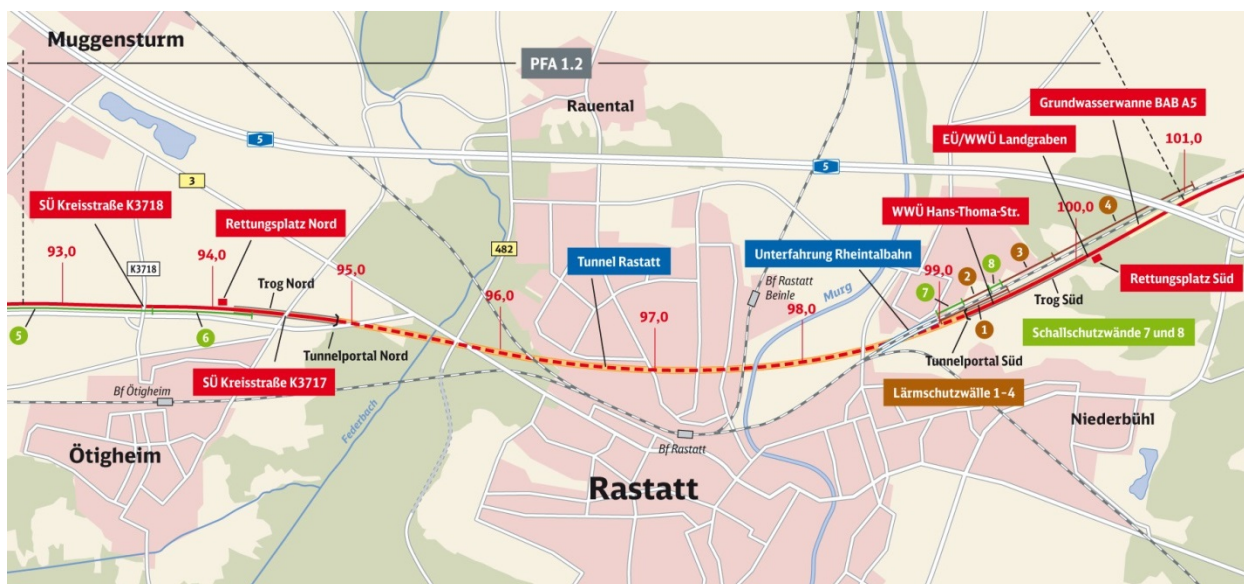 Muggensturm
PFA 1.2
Rauental
Grundwasserwanne BAB A5
5
EÜ/WWÜ Landgraben
101,0
5
3
SÜ Kreisstraße K3718
Rettungsplatz Nord
WWÜ Hans-Thoma-Str.
100,0
4
93,0
94,0
95,0
K3718
482
Tunnel Rastatt
Unterfahrung Rheintalbahn
99,0
2
8
3
Rettungsplatz Süd
Trog Nord
96,0
Bf Rastatt
Beinle
Murg
7
Trog Süd
97,0
98,0
5
6
1
Schallschutzwände 7 und 8
Tunnelportal Nord
Tunnelportal Süd
SÜ Kreisstraße K3717
Bf Ötigheim
Federbach
Lärmschutzwälle 1–4
Niederbühl
Ötigheim
Bf Rastatt
Rastatt